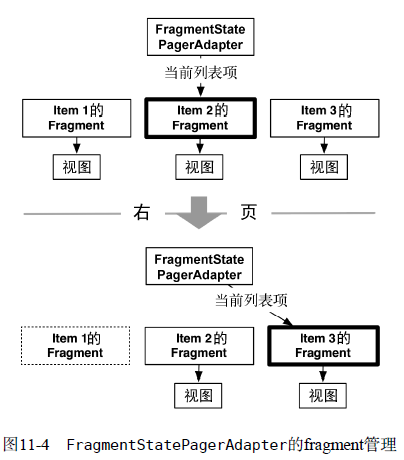 FragmentState
PagerAdapter
当前列表项
Item 1的
Fragment
Item 2的
Fragment
Item 3的
Fragment
视图
视图
视图
右 页
FragmentState
PagerAdapter
当前列表项
Item 1的
Fragment
Item 2的
Fragment
Item 3的
Fragment
视图
视图
图11-4 FragmentStatePagerAdapter的fragment管理